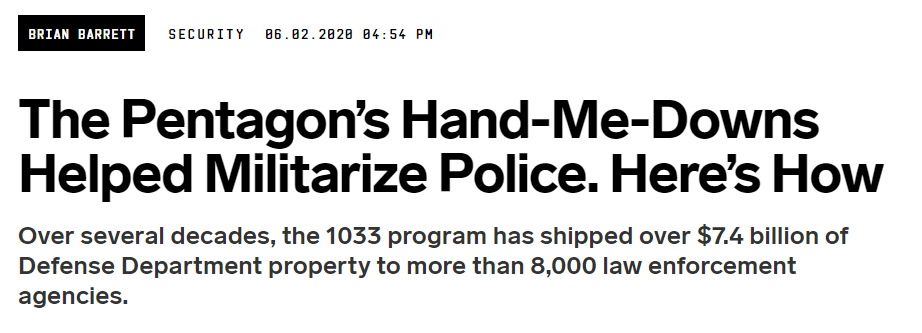 BRIAN BARRETT SECURITY 06.02.2020 04:54 PM
The Pentagon’s Hand-Me-Downs
Helped Militarize Police. Here’s How
Over several decades, the 1033 program has shipped over $7.4 billion of
Defense Department property to more than 8,000 law enforcement
agencies.